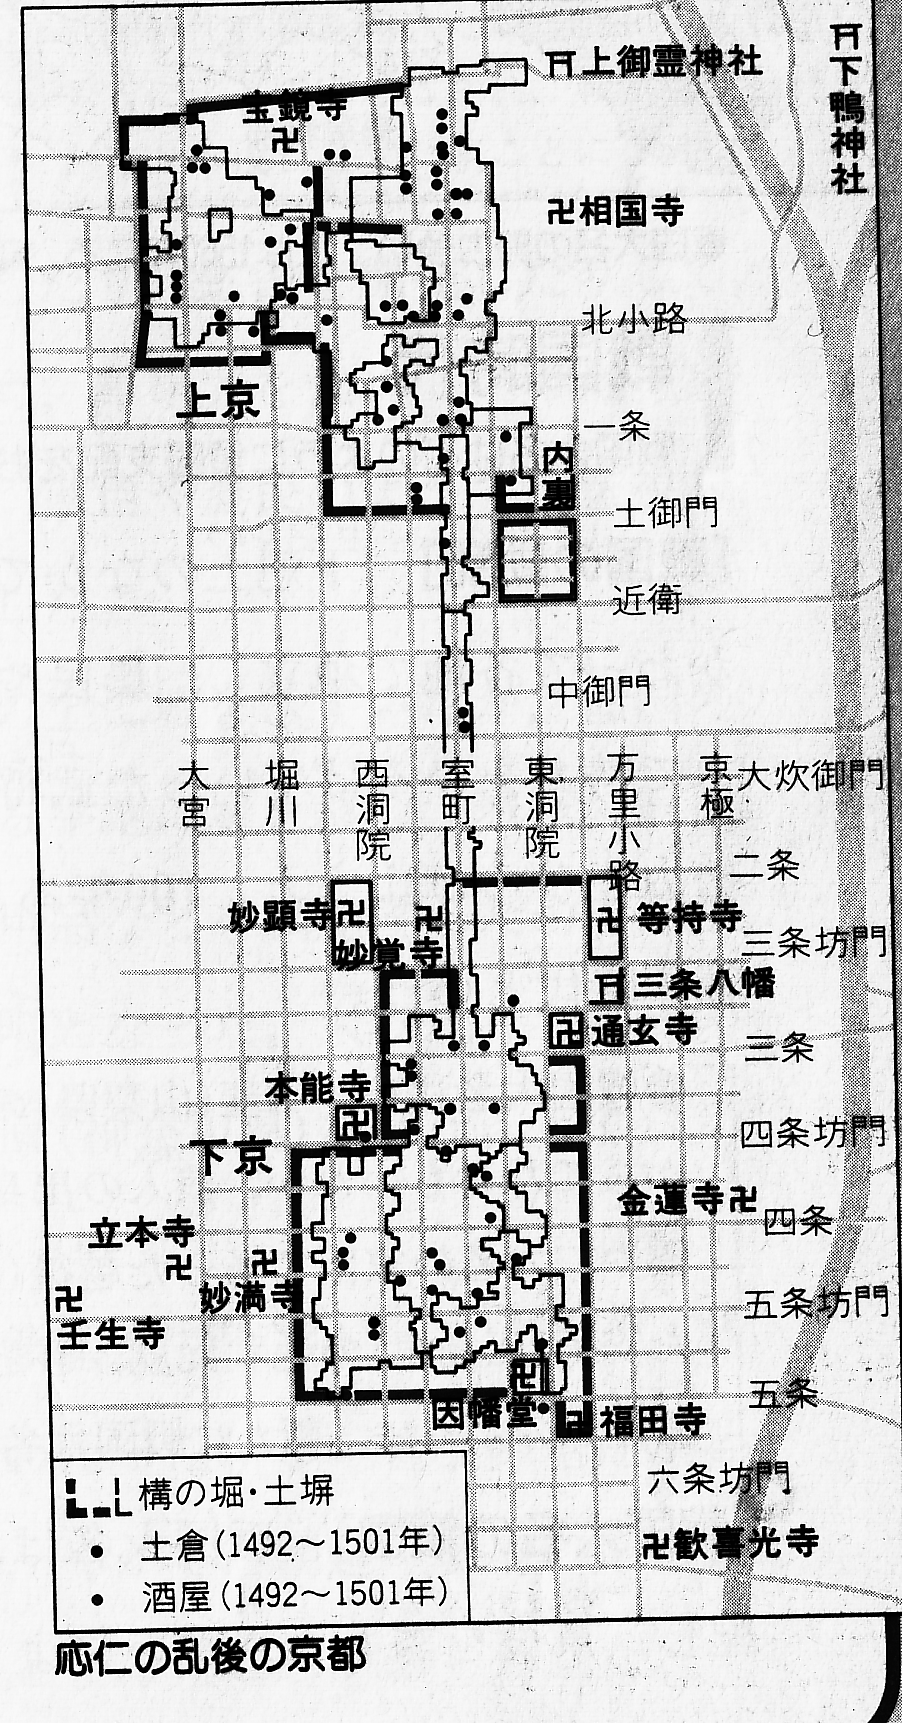 上御霊神社
下鴨神社
宝鏡寺
相国寺
北小路
上京
一条
内裏
土御門
近衛
中御門
大宮
堀川
西洞院
室町
東洞院
万里小路
京極
大炊御門
二条
妙顕寺
等持寺
三条坊門
妙覚寺
三条八幡
通玄寺
三条
本能寺
四条坊門
下京
金蓮寺
四条
立本寺
妙満寺
五条坊門
壬生寺
五条
因幡堂
福田寺
六条坊門
歓喜光寺
構の堀・土塀
土倉(1492〜1501年)
酒屋(1492〜1501年)
応仁の乱後の京都